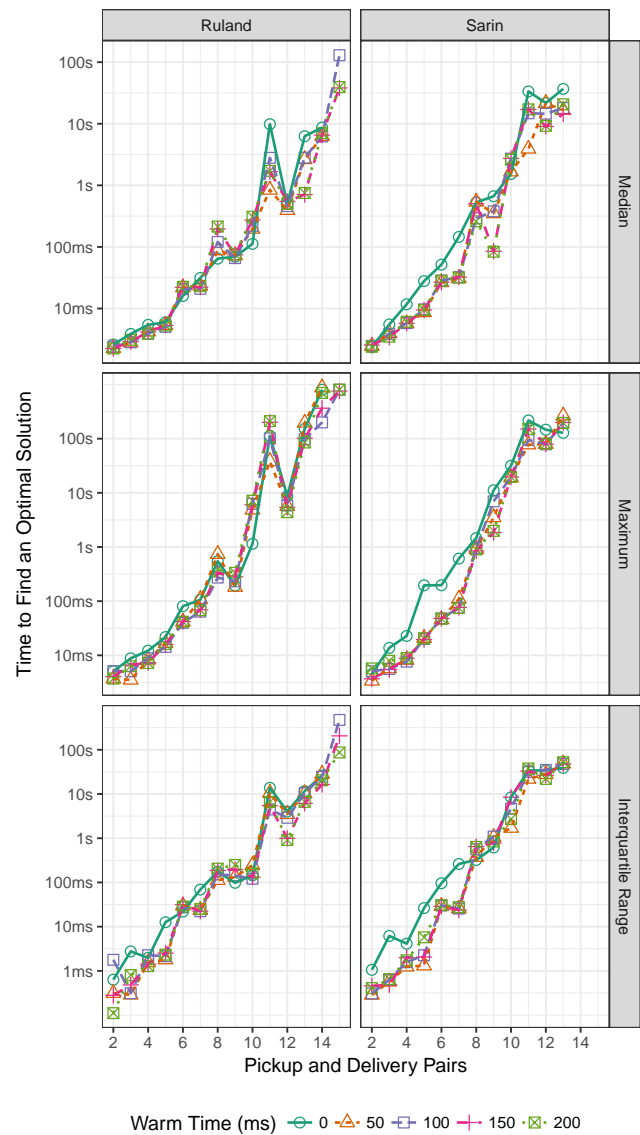 Ruland
Sarin
Time to Find an Optimal Solution
100s
10s
1s
100ms
10ms
Median
100s
10s
1s
100ms
10ms
Maximum
100s
10s
1s
100ms
10ms
1ms
Interquartile Range
2 4 6 8 10 12 14
2 4 6 8 10 12 14
Pickup and Delivery Pairs
Warm Time (ms) 0 50 100 150 200